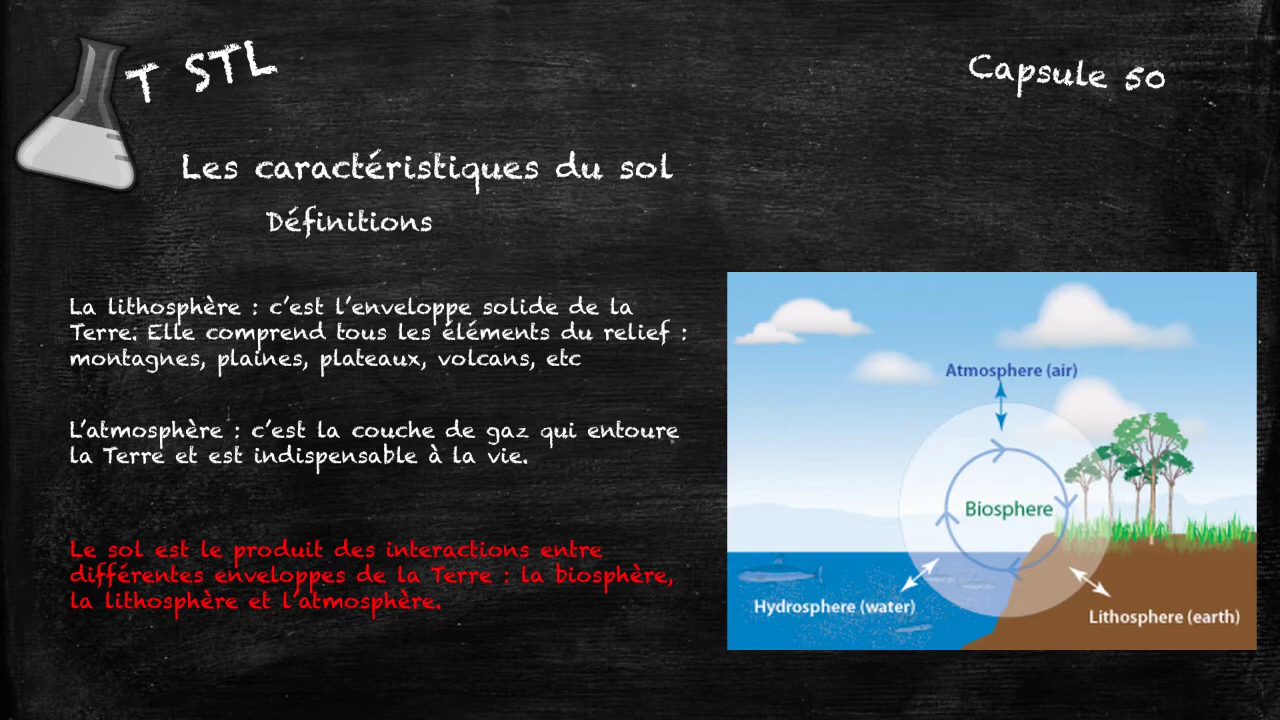 T STL
Capsule 50
Les caractéristiques du sol
Définitions
La lithosphère : c'est l'enveloppe solide de la
Terre. Elle comprend tous les éléments du relief :
montagnes, plaines, plateaux, volcans, etc
L'atmosphère : c'est la couche de gaz qui entoure
la Terre et est indispensable à la vie.
Le sol est le produit des interactions entre
différentes enveloppes de la Terre : la biosphère,
la lithosphère et l'atmosphère.
Atmosphere (air)
Biosphere
Hydrosphere (water)
Lithosphere (earth)